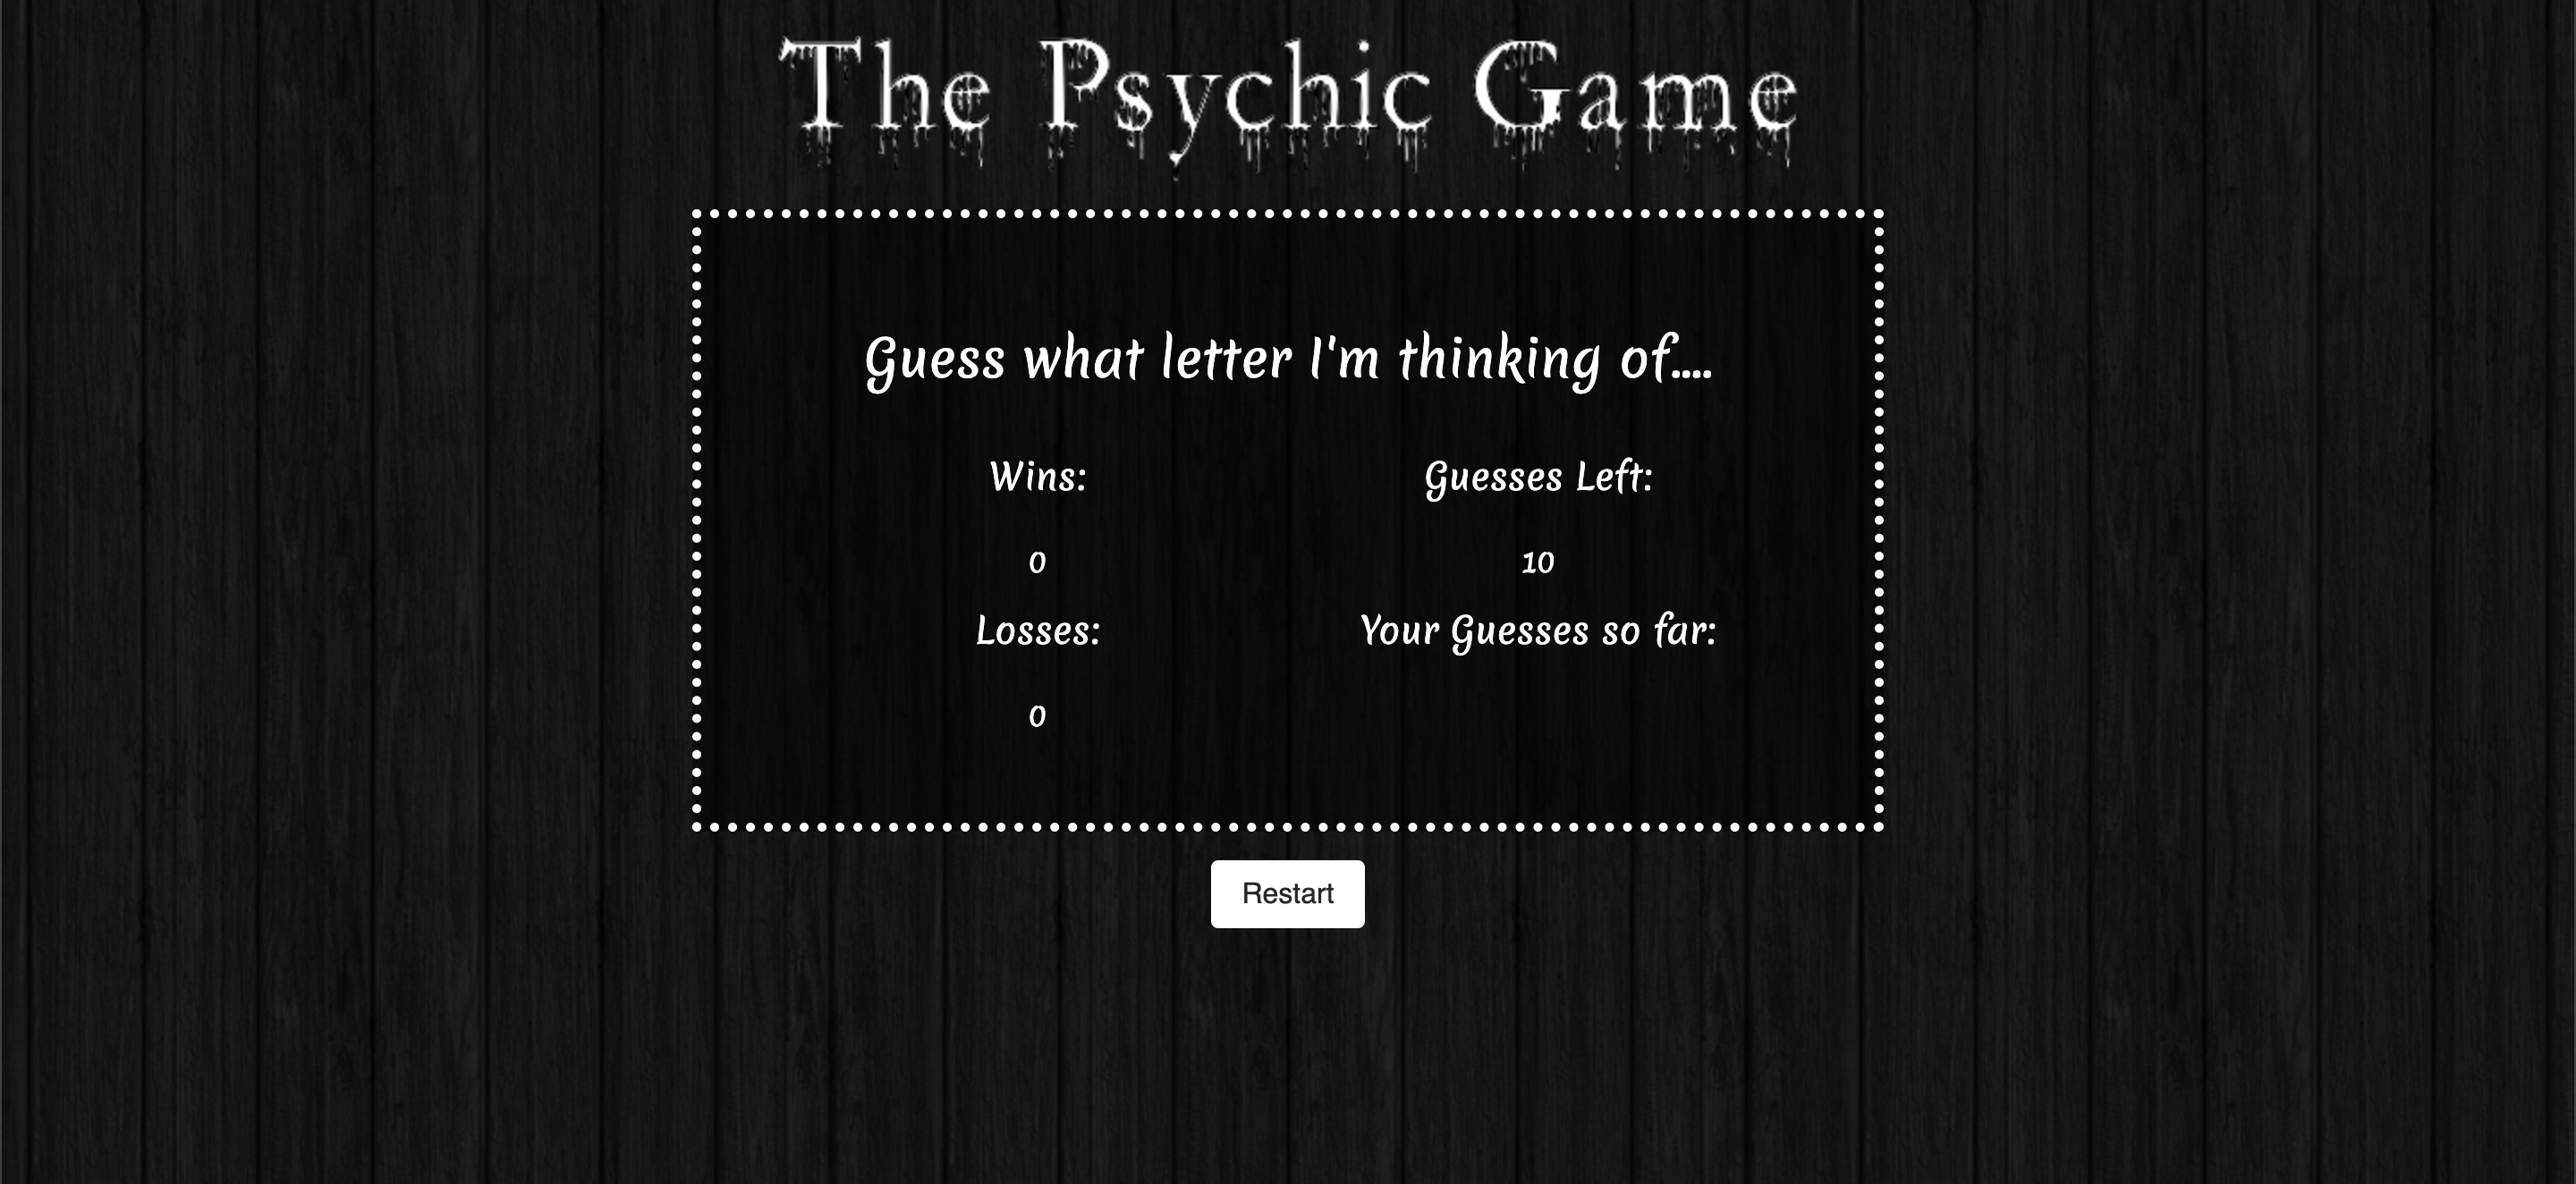 The Psychic Game
Guess what letter I'm thinking of....
Wins:
0
Losses:
0
Guesses Left:
10
Your Guesses so far:
Restart